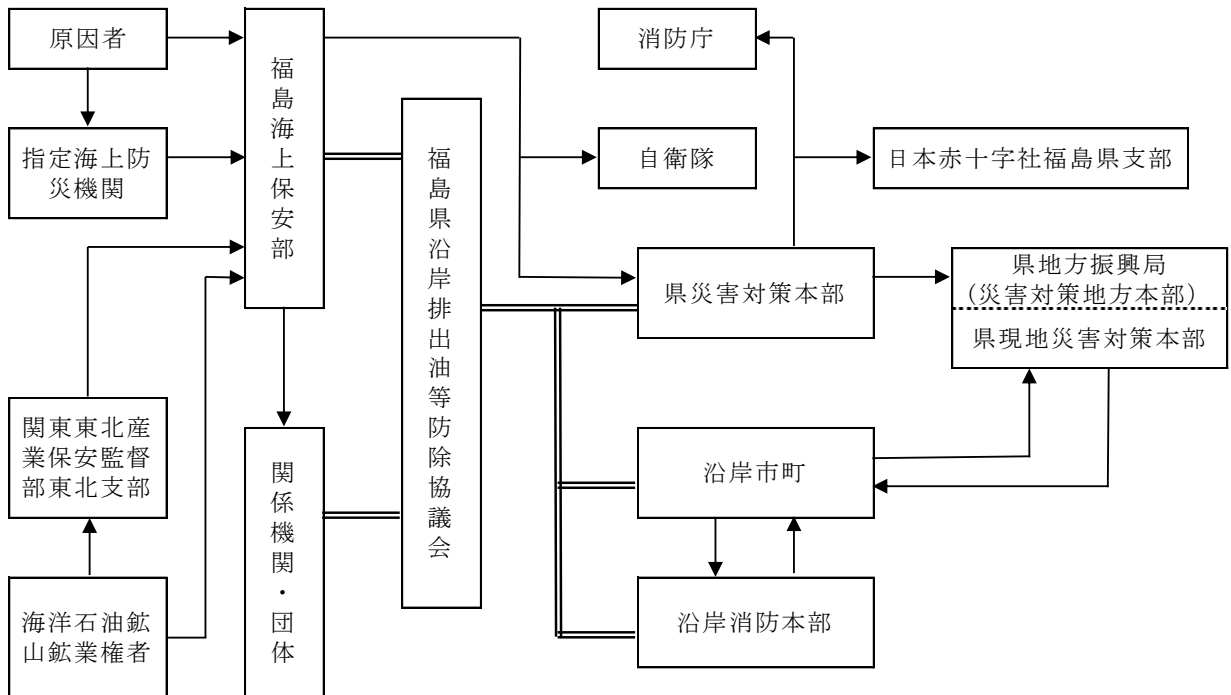 原因者
指定海上防
災機関
関東東北産
業保安監督
部東北支部
海洋石油鉱
山鉱業権者
福島海上保安部
関係機関・団体
福島県沿岸排出油等防除協議会
消防庁
自衛隊
日本赤十字社福島県支部
県災害対策本部
県地方振興局
(災害対策地方本部)
県現地災害対策本部
沿岸市町
沿岸消防本部